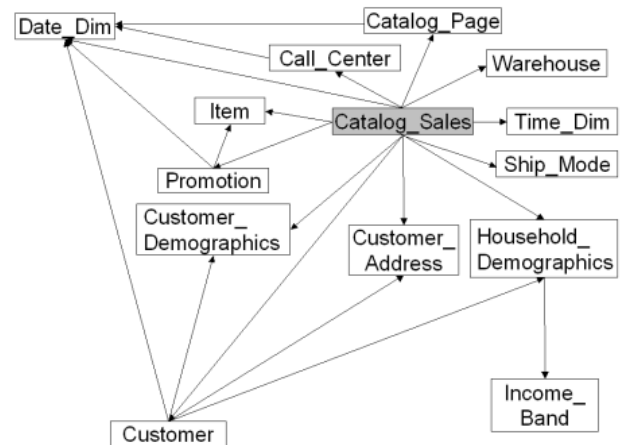 Date_Dim
Catalog_Page
Call_Center
Warehouse
Item
Catalog_Sales
Time_Dim
Ship_Mode
Promotion
Customer_
Demographics
Customer_
Address
Household_
Demographics
Income_
Band
Customer